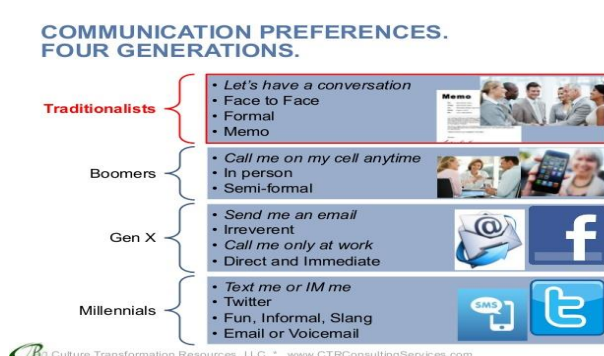 COMMUNICATION PREFERENCES.
FOUR GENERATIONS.
Traditionalists
• Let's have a conversation
• Face to Face
• Formal
• Memo
Memo
Boomers
• Call me on my cell anytime
• In person
• Semi-formal
Gen X
• Send me an email
• Irreverent
• Call me only at work
• Direct and Immediate
@
f
Millennials
• Text me or IM me
• Twitter
• Fun, Informal, Slang
• Email or Voicemail
SMS
t
Culture Transformation Resources, LLC * www.CTRConsultingServices.com